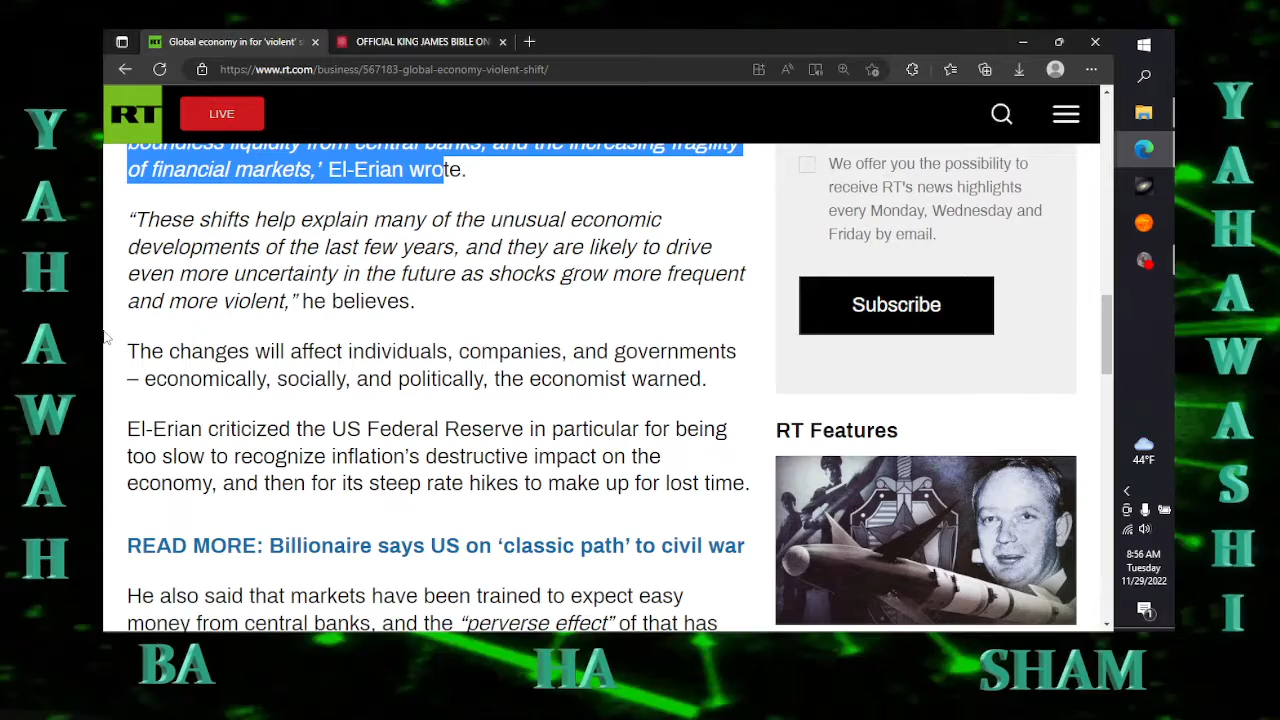 YAHAWAH
Global economy in for 'violent' s
OFFICIAL KING JAMES BIBLE ON
https://www.rt.com/business/567183-global-economy-violent-shift/
RT
LIVE
boundless liquidity from central banks, and the increasing fragility
of financial markets,' El-Erian wrote.
“These shifts help explain many of the unusual economic
developments of the last few years, and they are likely to drive
even more uncertainty in the future as shocks grow more frequent
and more violent,” he believes.
The changes will affect individuals, companies, and governments
– economically, socially, and politically, the economist warned.
El-Erian criticized the US Federal Reserve in particular for being
too slow to recognize inflation’s destructive impact on the
economy, and then for its steep rate hikes to make up for lost time.
READ MORE: Billionaire says US on ‘classic path’ to civil war
He also said that markets have been trained to expect easy
money from central banks, and the “perverse effect” of that has
We offer you the possibility to
receive RT's news highlights
every Monday, Wednesday and
Friday by email.
Subscribe
RT Features
44°F
8:56 AM
Tuesday
11/29/2022
1
YAHAWASHI
BA HA SHAM